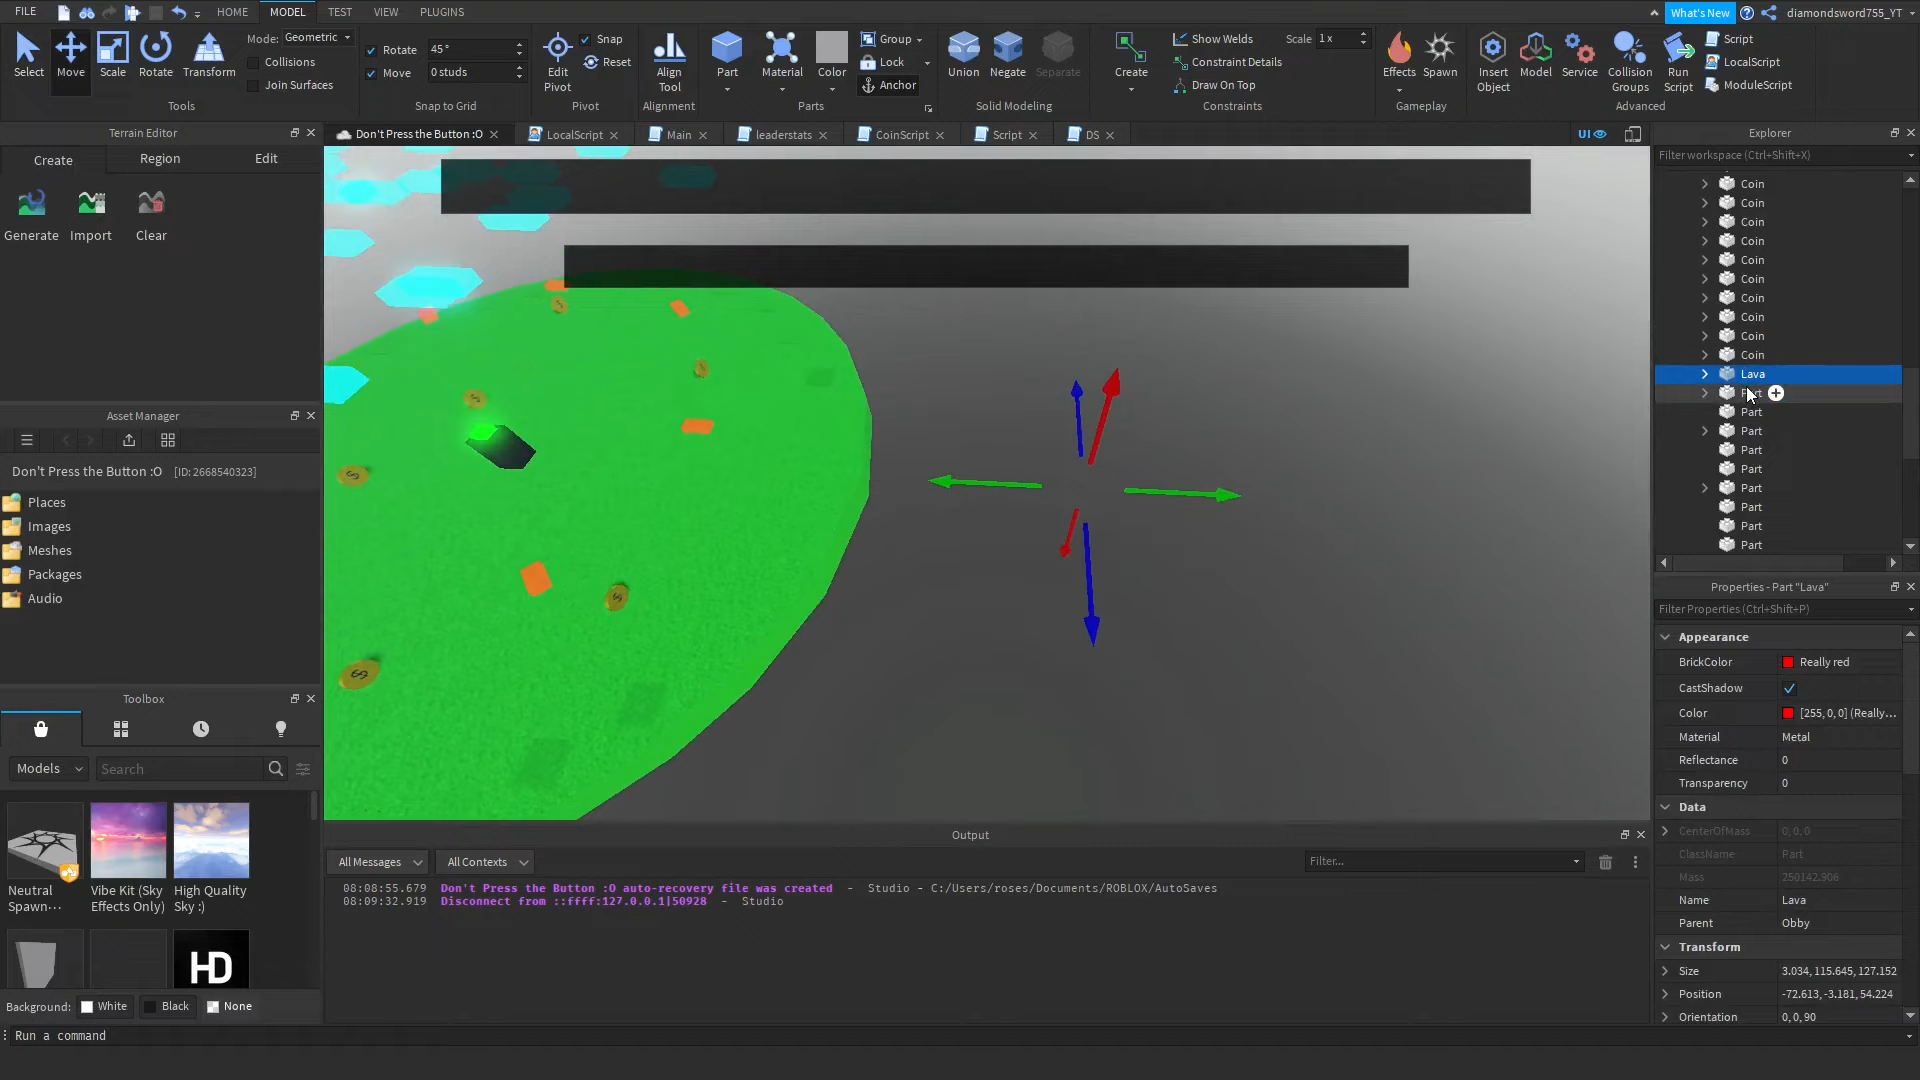 FILE
HOME
MODEL
TEST
VIEW
PLUGINS
What's New
diamondsword755_YT
Select
Move
Scale
Rotate
Transform
Mode:
Geometric
Collisions
Join Surfaces
Tools
Rotate
45°
Move
0 studs
Snap to Grid
Edit
Pivot
Snap
Reset
Pivot
Align
Tool
Alignment
Part
Material
Color
Group
Lock
Anchor
Parts
Union
Negate
Separate
Solid Modeling
Create
Show Welds
Scale
1 x
Constraint Details
Draw On Top
Constraints
Effects
Spawn
Gameplay
Insert
Object
Model
Service
Collision
Groups
Run
Script
Script
LocalScript
ModuleScript
Advanced
Terrain Editor
Create
Region
Edit
Generate
Import
Clear
Asset Manager
Don't Press the Button :O
[ID: 2668540323]
Places
Images
Meshes
Packages
Audio
Toolbox
Models
Search
Neutral
Spawn···
Vibe Kit (Sky
Effects Only)
High Quality
Sky :)
HD
Background:
White
Black
None
Run a command
Don't Press the Button :O
LocalScript
Main
leaderstats
CoinScript
Script
DS
UI
$
$
$
$
Output
All Messages
All Contexts
Filter...
08:08:55.679 Don't Press the Button :O auto-recovery file was created - Studio - C:/Users/roses/Documents/ROBLOX/AutoSaves
08:09:32.919 Disconnect from ::ffff:127.0.0.1|50928 - Studio
Explorer
Filter workspace (Ctrl+Shift+X)
Coin
Coin
Coin
Coin
Coin
Coin
Coin
Coin
Coin
Coin
Lava
Part
Part
Part
Part
Part
Part
Part
Part
Part
Properties - Part "Lava"
Filter Properties (Ctrl+Shift+P)
Appearance
BrickColor
Really red
CastShadow
Color
[255, 0, 0] (Really...
Material
Metal
Reflectance
0
Transparency
0
Data
CenterOfMass
0, 0, 0
ClassName
Part
Mass
250142.906
Name
Lava
Parent
Obby
Transform
Size
3.034, 115.645, 127.152
Position
-72.613, -3.181, 54.224
Orientation
0, 0, 90